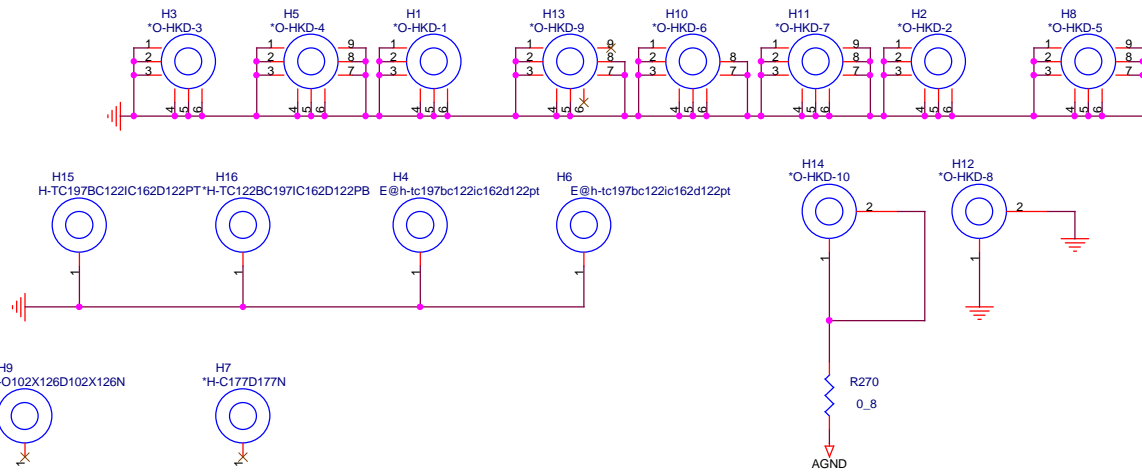 H3 H5 H1 H13 H10 H11 H2 H8
*O-HKD-3 *O-HKD-4 *O-HKD-1 *O-HKD-9 *O-HKD-6 *O-HKD-7 *O-HKD-2 *O-HKD-5
1 1 9 1 1 9 1 1 9 1 1 9
2 2 8 2 2 8 2 8 2 8 2 2 8
3 3 7 3 3 7 3 7 3 7 3 3 7
4 5 6 4 5 6 4 5 6 4 5 6 4 5 6 4 5 6 4 5 6 4 5 6
H15 H16 H4 H6 H14 H12
H-TC197BC122IC162D122PT *H-TC122BC197IC162D122PB E@h-tc197bc122ic162d122pt E@h-tc197bc122ic162d122pt *O-HKD-10 *O-HKD-8
2 2
1 1 1 1 1 1
H9 H7
-O102X126D102X126N *H-C177D177N
1 1
R270
0_8
AGND